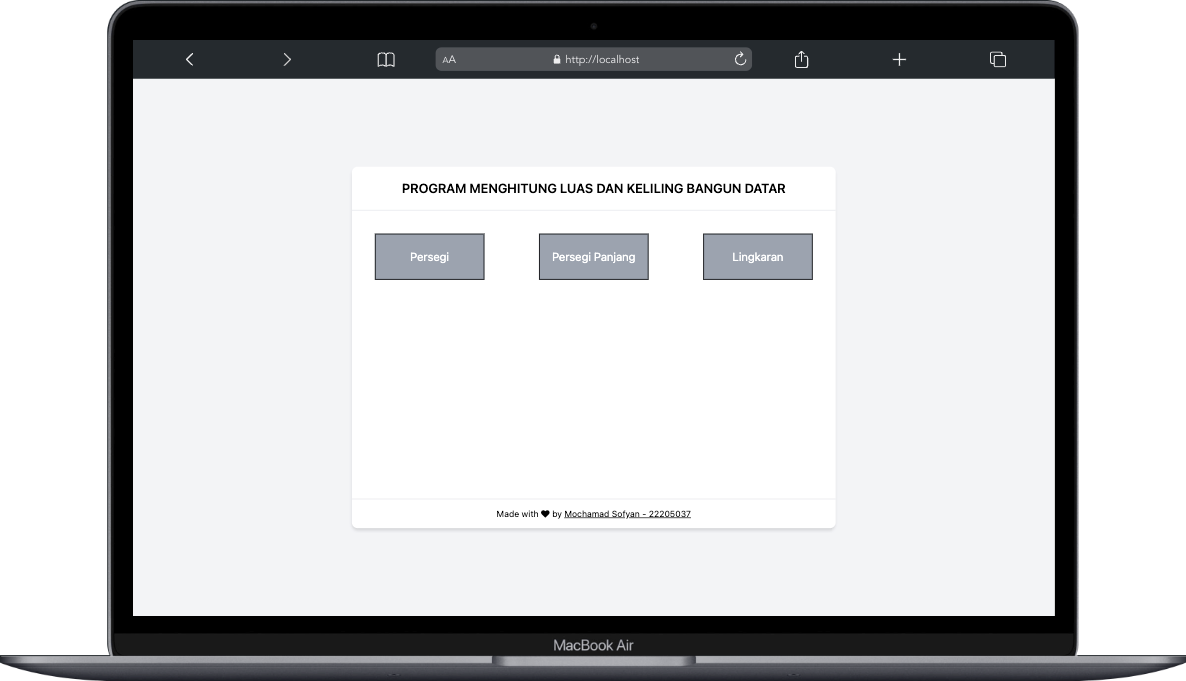 AA http://localhost
PROGRAM MENGHITUNG LUAS DAN KELILING BANGUN DATAR
Persegi Persegi Panjang Lingkaran
Made with ♥ by Mochamad Sofyan - 22205037
MacBook Air